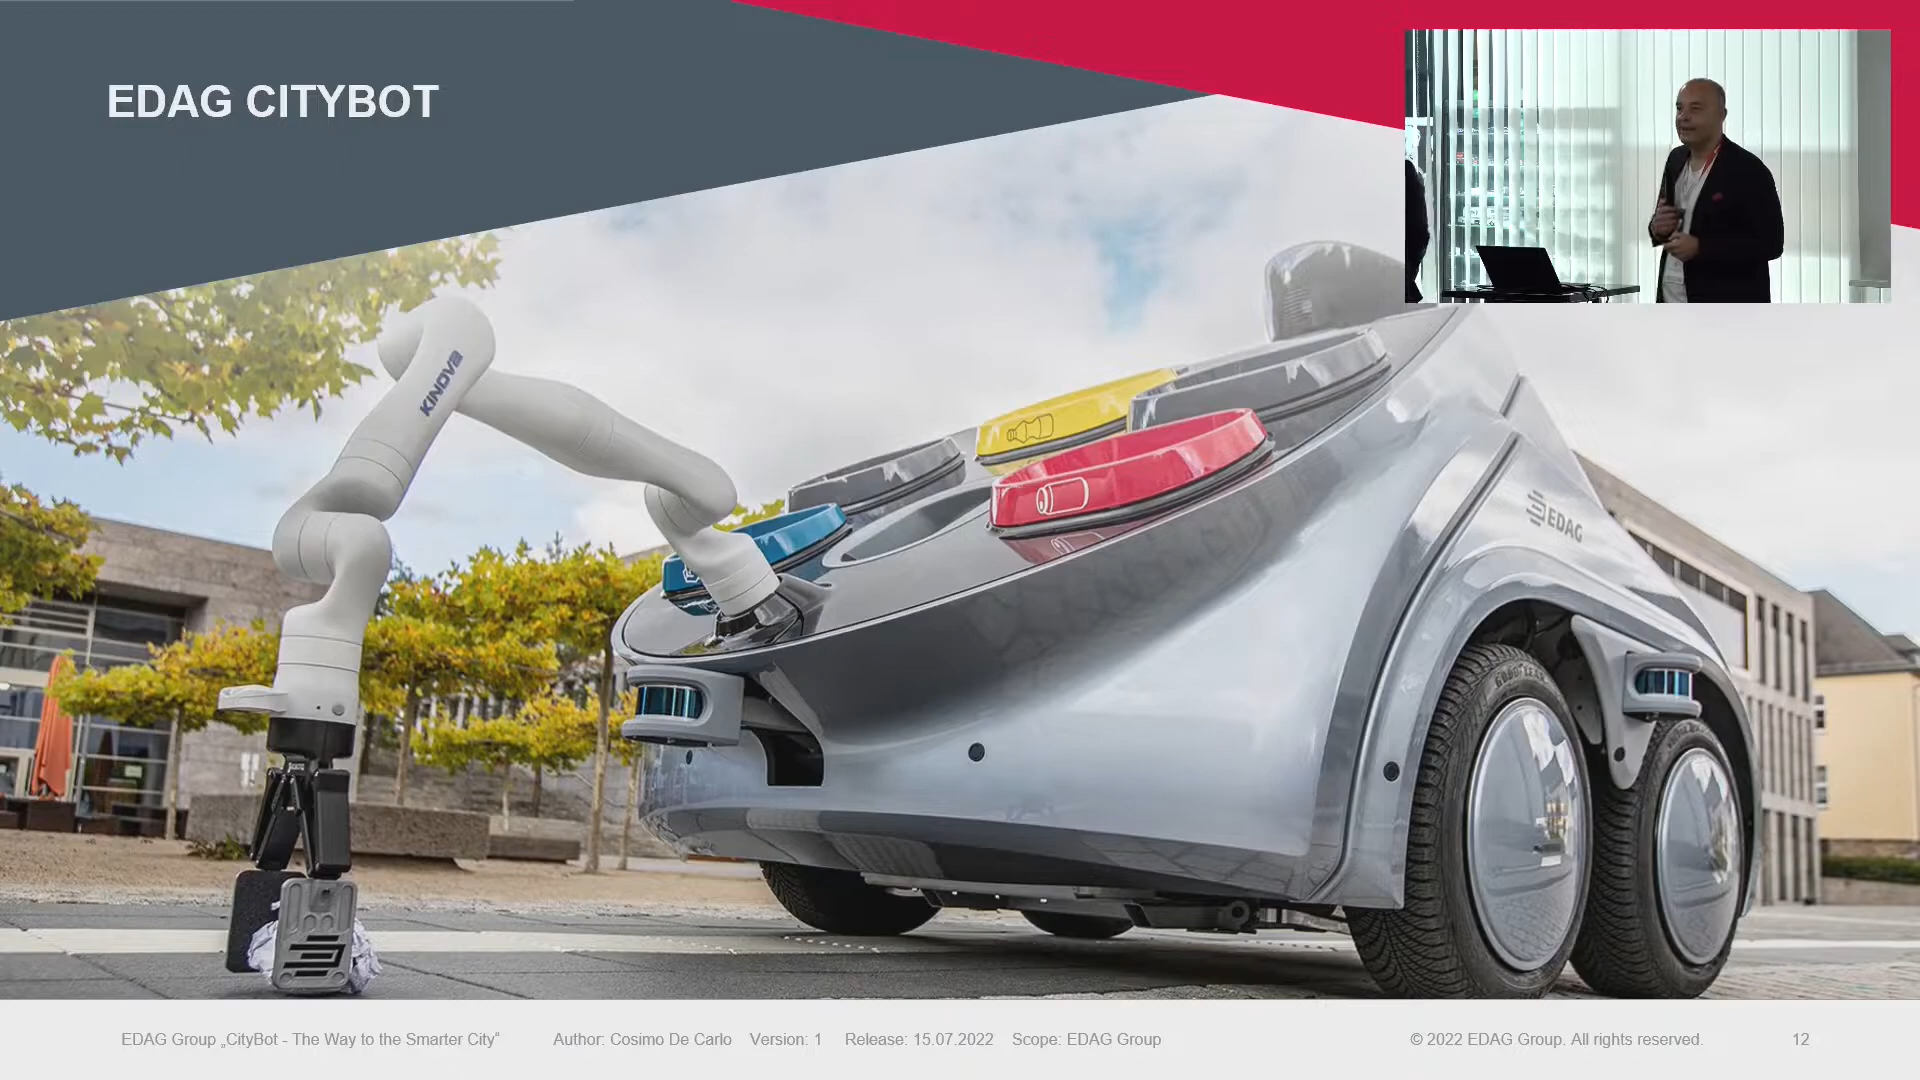 EDAG CITYBOT
KINOVA
EDAG
GOODYEAR
EDAG Group „CityBot - The Way to the Smarter City“ Author: Cosimo De Carlo Version: 1 Release: 15.07.2022 Scope: EDAG Group © 2022 EDAG Group. All rights reserved. 12